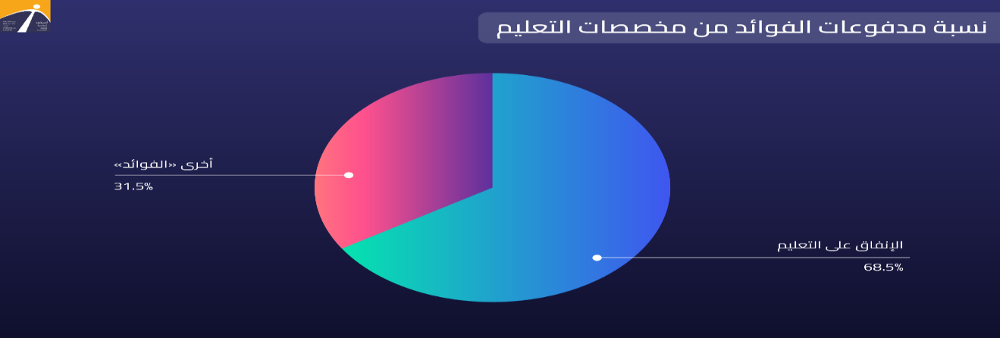 نسبة مدفوعات الفوائد من مخصصات التعليم
أخرى «الفوائد»
31.5%
الإنفاق على التعليم
68.5%